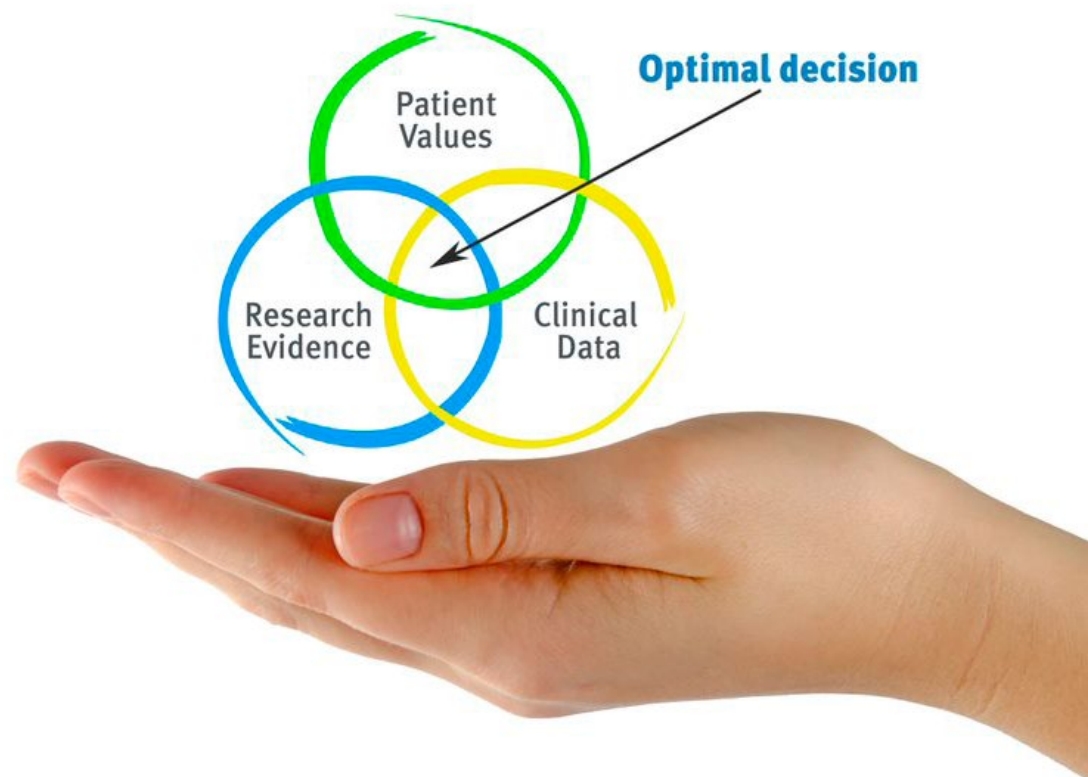 Optimal decision
Patient
Values
Research
Evidence
Clinical
Data